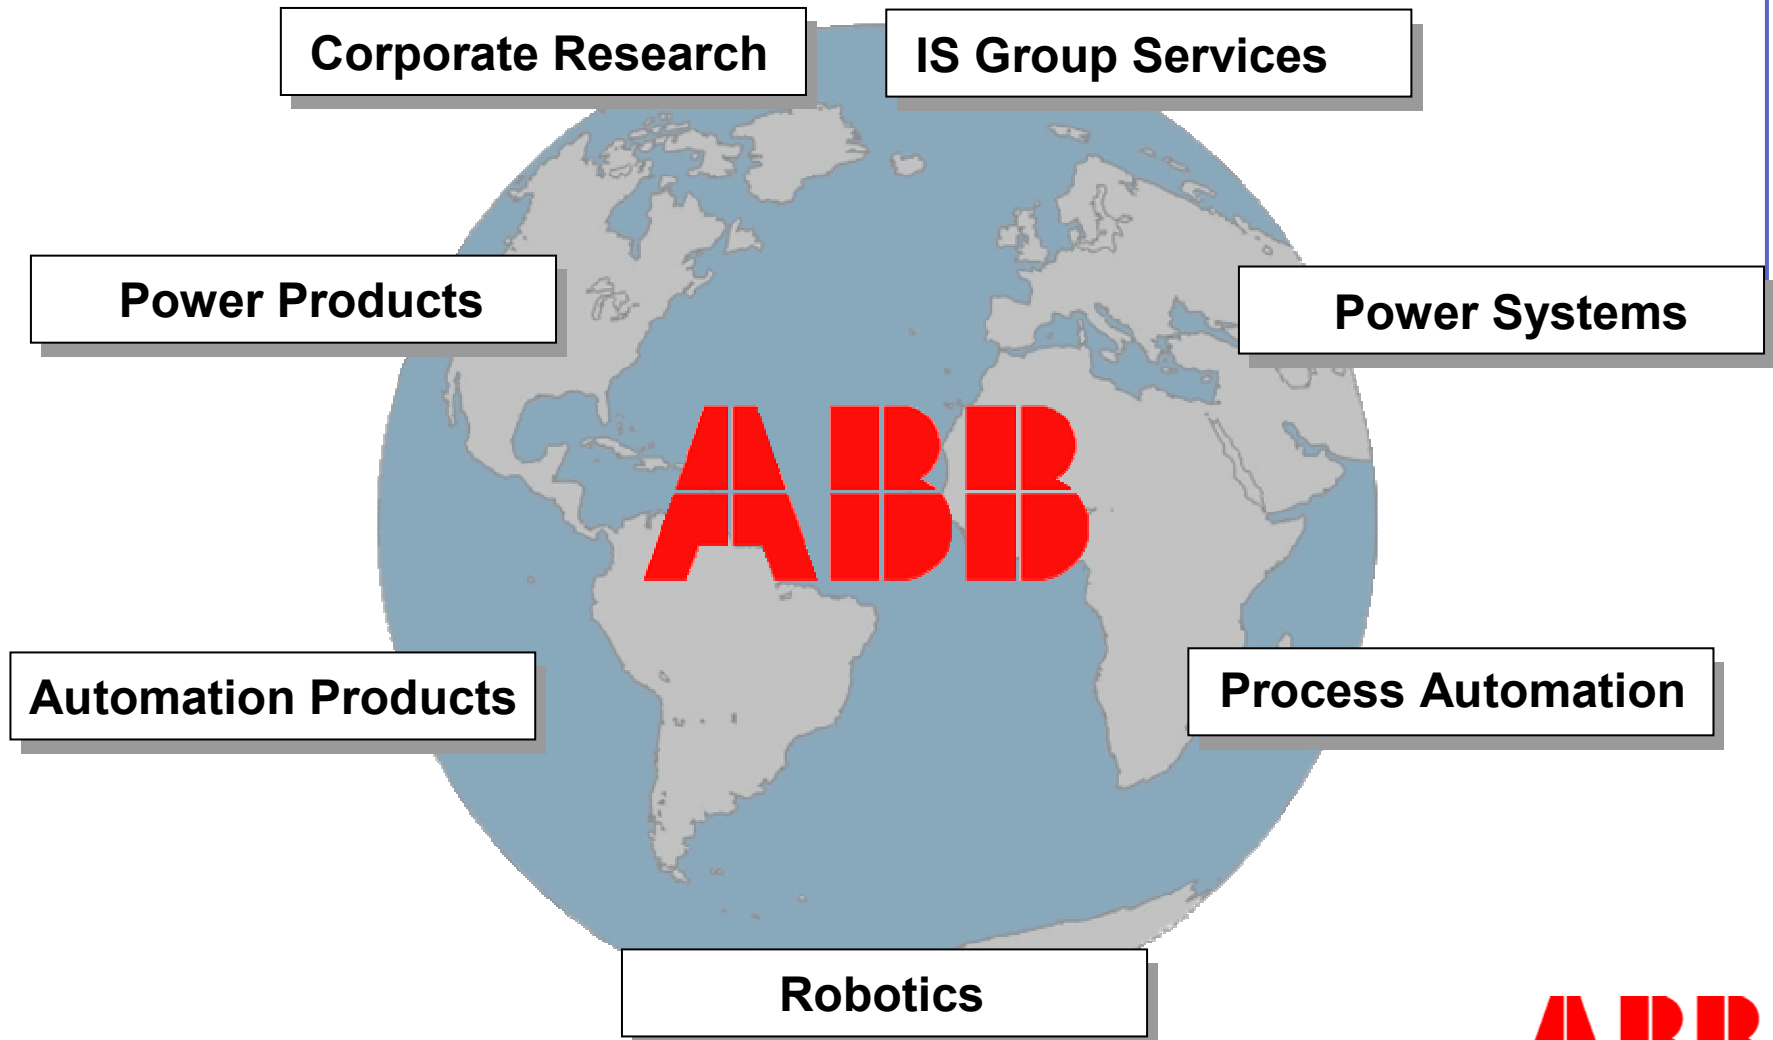 Corporate Research
IS Group Services
Power Products
Power Systems
ABB
Automation Products
Process Automation
Robotics
ABB